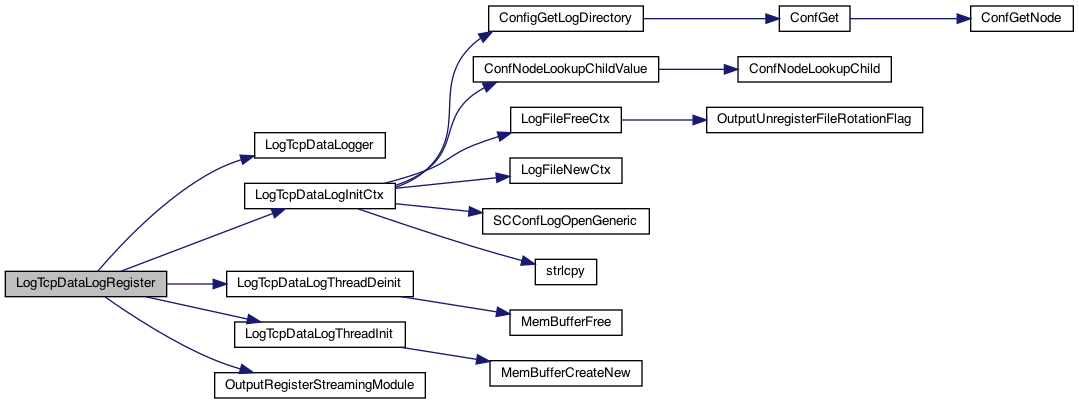 ConfigGetLogDirectory
ConfGet
ConfGetNode
ConfNodeLookupChildValue
ConfNodeLookupChild
LogFileFreeCtx
OutputUnregisterFileRotationFlag
LogTcpDataLogger
LogFileNewCtx
LogTcpDataLogInitCtx
SCConfLogOpenGeneric
strlcpy
LogTcpDataLogRegister
LogTcpDataLogThreadDeinit
MemBufferFree
LogTcpDataLogThreadInit
MemBufferCreateNew
OutputRegisterStreamingModule